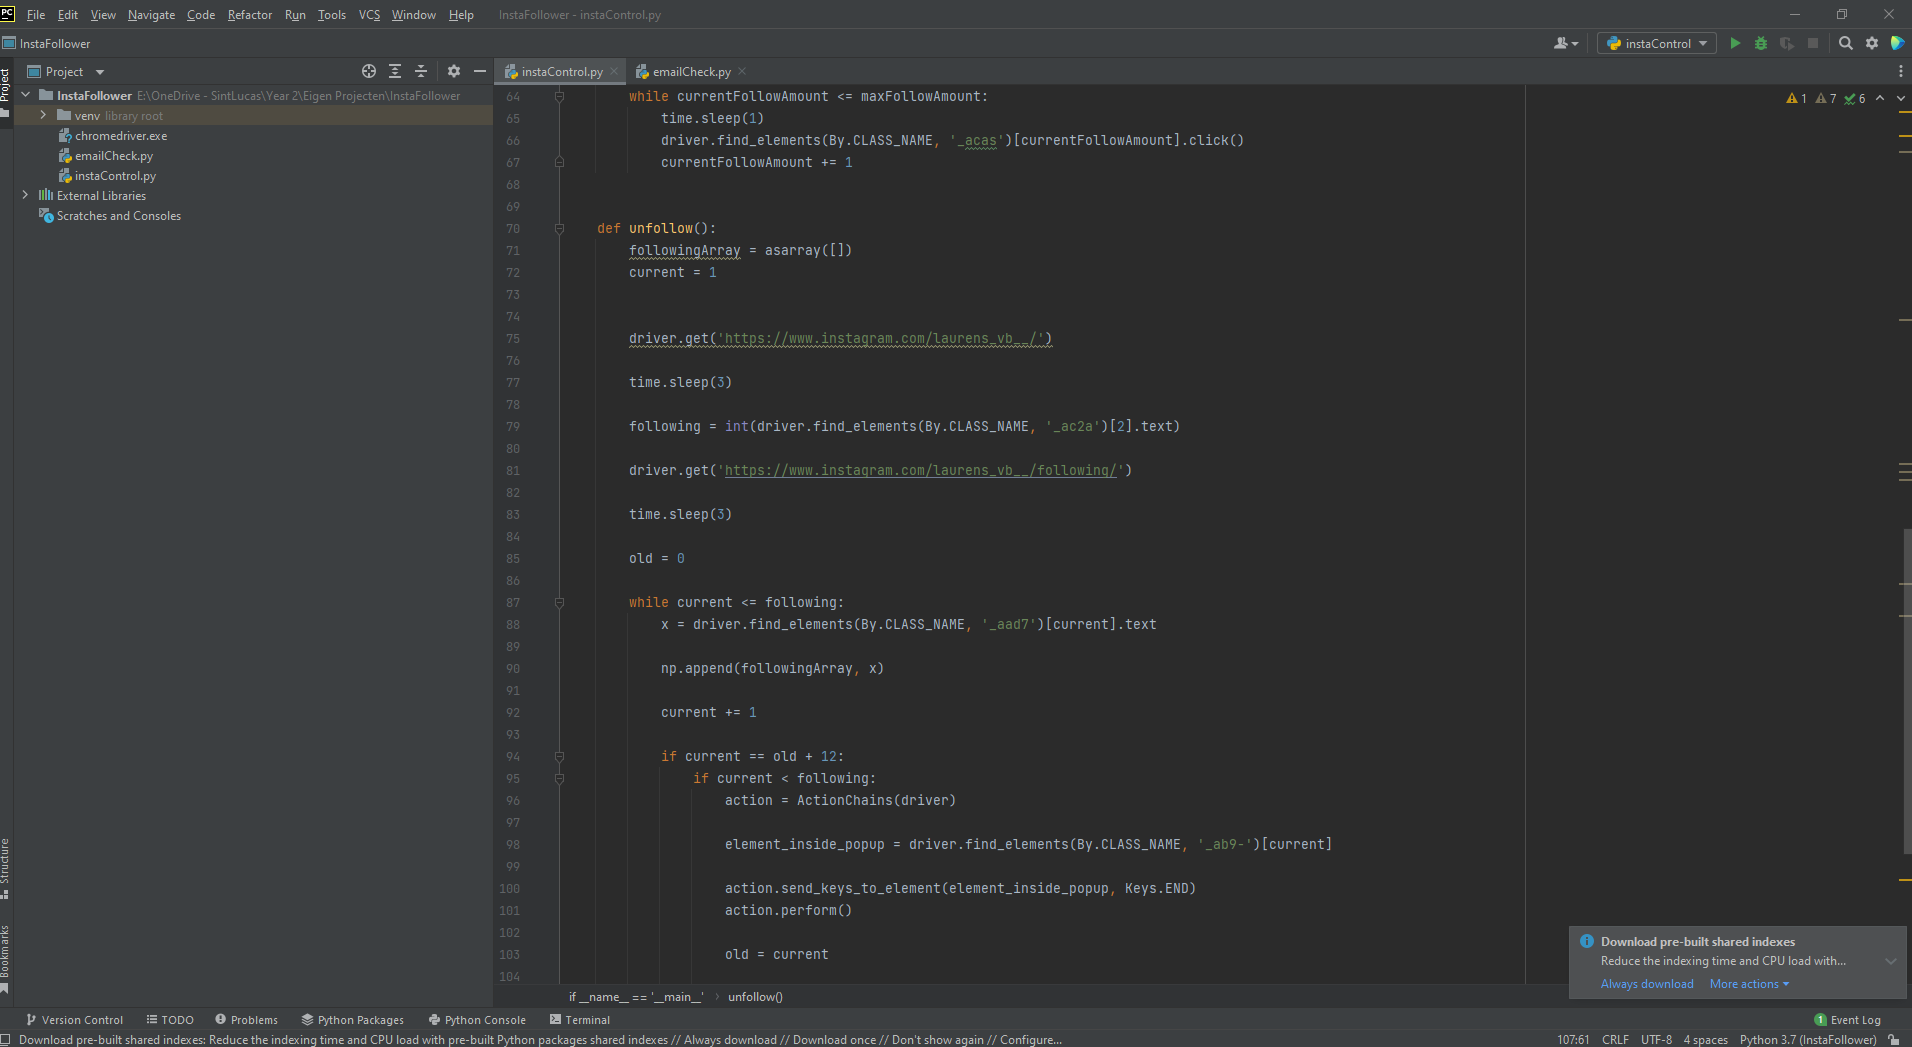 PC File Edit View Navigate Code Refactor Run Tools VCS Window Help InstaFollower - instaControl.py
InstaFollower
instaControl
Project
Project
instaControl.py
emailCheck.py
InstaFollower E:\OneDrive - SintLucas\Year 2\Eigen Projecten\InstaFollower
venv library root
chromedriver.exe
emailCheck.py
instaControl.py
External Libraries
Scratches and Consoles
1 7 6
64 while currentFollowAmount <= maxFollowAmount:
65 time.sleep(1)
66 driver.find_elements(By.CLASS_NAME, '_acas')[currentFollowAmount].click()
67 currentFollowAmount += 1
68
69
70 def unfollow():
71 followingArray = asarray([])
72 current = 1
73
74
75 driver.get('https://www.instagram.com/laurens_vb__/')
76
77 time.sleep(3)
78
79 following = int(driver.find_elements(By.CLASS_NAME, '_ac2a')[2].text)
80
81 driver.get('https://www.instagram.com/laurens_vb__/following/')
82
83 time.sleep(3)
84
85 old = 0
86
87 while current <= following:
88 x = driver.find_elements(By.CLASS_NAME, '_aad7')[current].text
89
90 np.append(followingArray, x)
91
92 current += 1
93
94 if current == old + 12:
95 if current < following:
96 action = ActionChains(driver)
97
98 element_inside_popup = driver.find_elements(By.CLASS_NAME, '_ab9-')[current]
99
100 action.send_keys_to_element(element_inside_popup, Keys.END)
101 action.perform()
102
103 old = current
104
Structure
Bookmarks
Download pre-built shared indexes
Reduce the indexing time and CPU load with...
Always download More actions
if __name__ == '__main__' › unfollow()
Version Control TODO Problems Python Packages Python Console Terminal 1 Event Log
Download pre-built shared indexes: Reduce the indexing time and CPU load with pre-built Python packages shared indexes // Always download // Download once // Don't show again // Configure... 107:61 CRLF UTF-8 4 spaces Python 3.7 (InstaFollower)